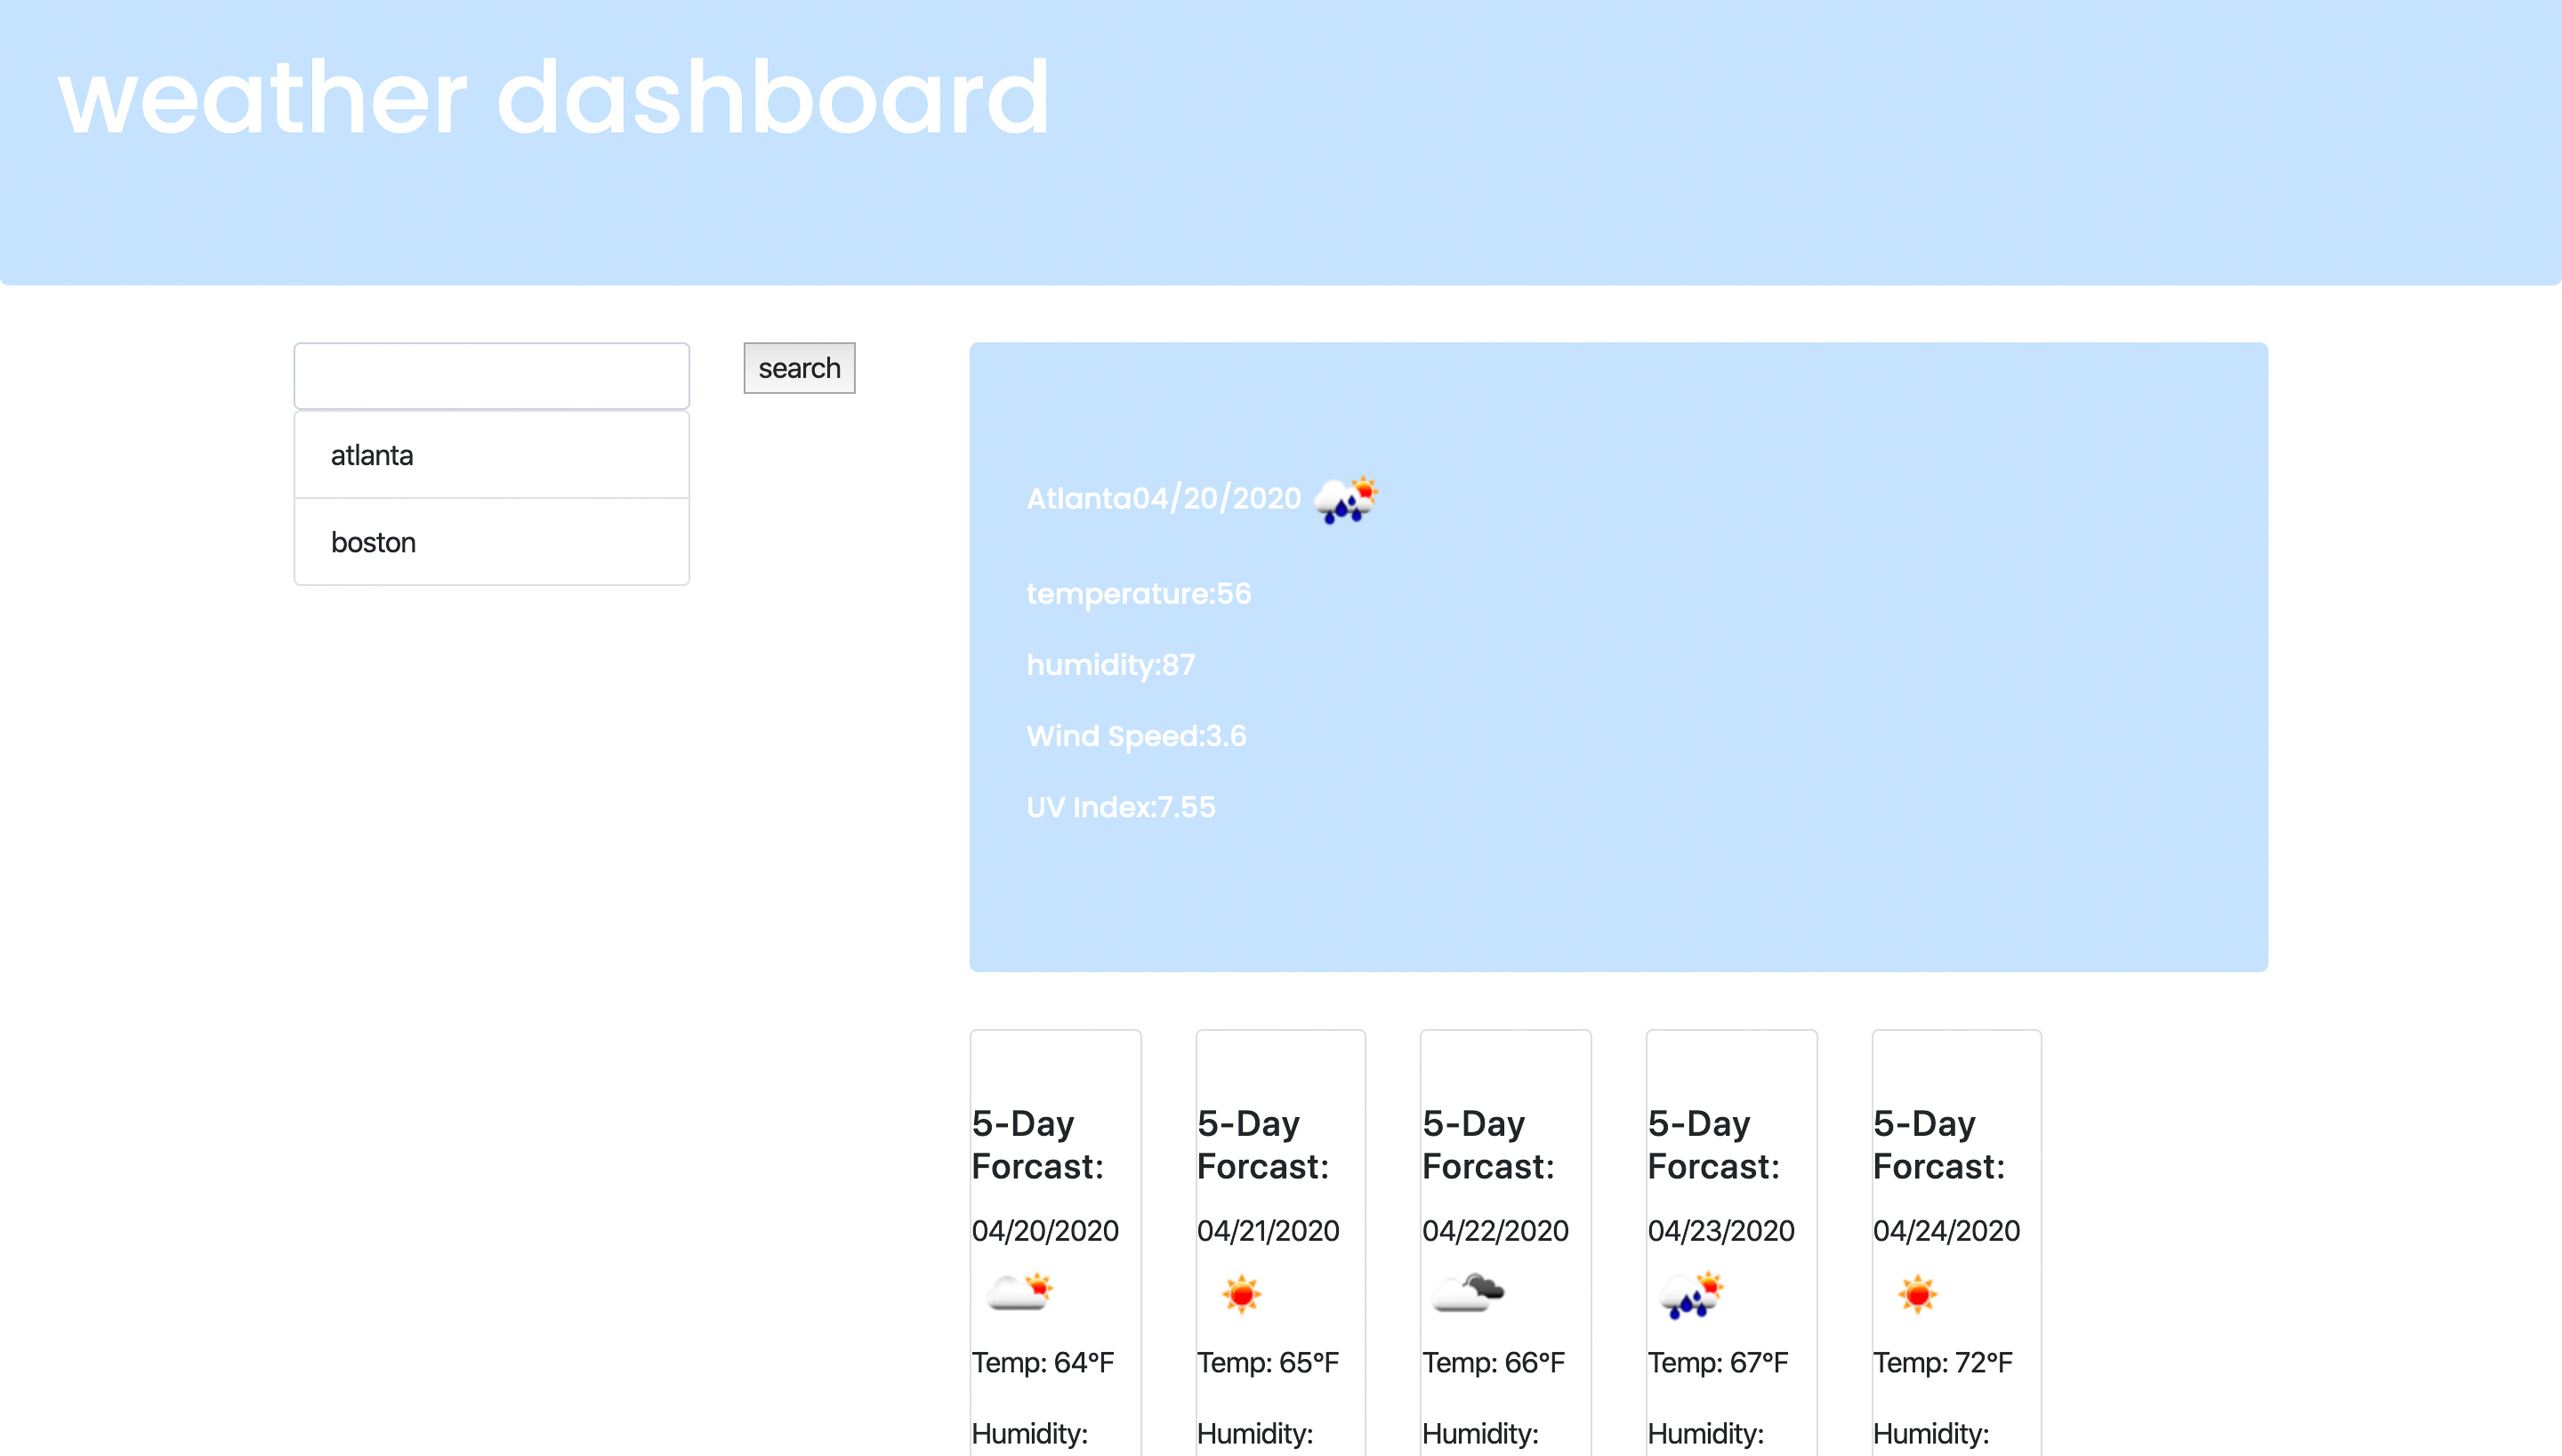 weather dashboard
search
atlanta
boston
Atlanta04/20/2020
temperature:56
humidity:87
Wind Speed:3.6
UV Index:7.55
5-Day
Forcast:
04/20/2020
Temp: 64°F
Humidity:
5-Day
Forcast:
04/21/2020
Temp: 65°F
Humidity:
5-Day
Forcast:
04/22/2020
Temp: 66°F
Humidity:
5-Day
Forcast:
04/23/2020
Temp: 67°F
Humidity:
5-Day
Forcast:
04/24/2020
Temp: 72°F
Humidity: